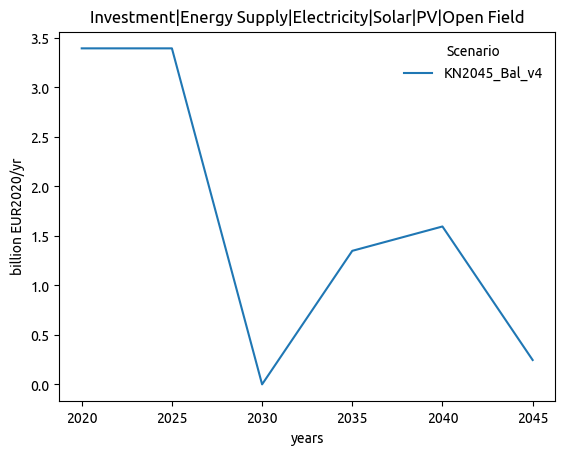 Investment|Energy Supply|Electricity|Solar|PV|Open Field
Scenario
KN2045_Bal_v4
billion EUR2020/yr
3.5
3.0
2.5
2.0
1.5
1.0
0.5
0.0
2020 2025 2030 2035 2040 2045
years